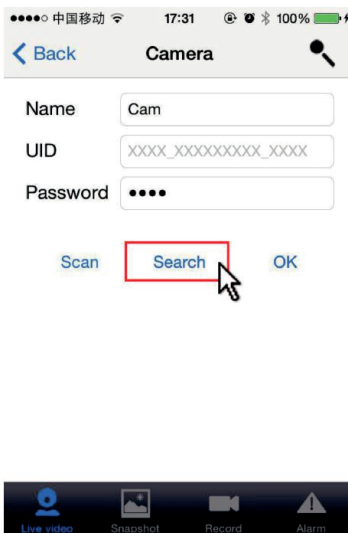 中国移动 17:31 100%
Back Camera
Name Cam
UID XXXX_XXXXXXXXX_XXXX
Password ••••
Scan Search OK
Live video Snapshot Record Alarm